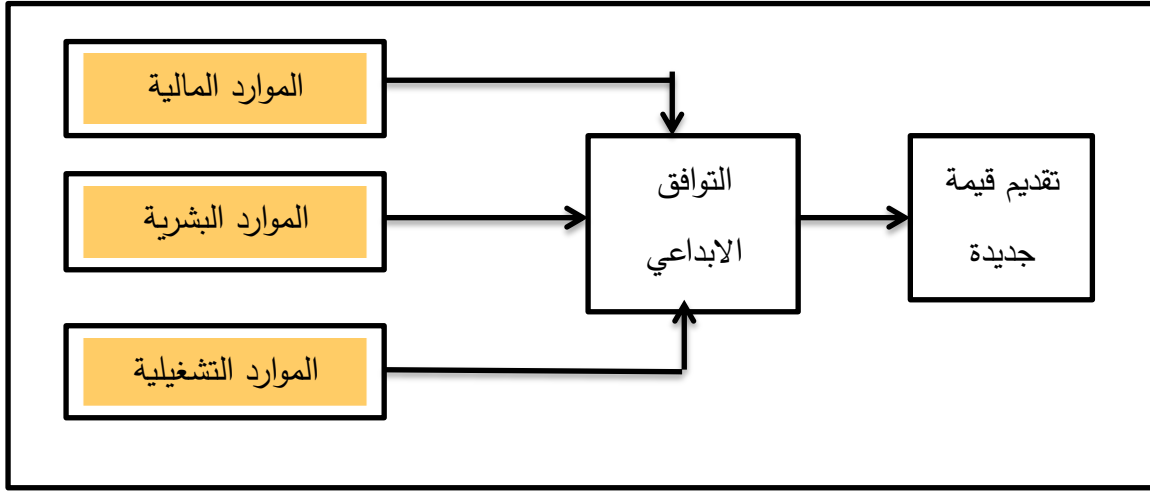 الموارد المالية
الموارد البشرية
الموارد التشغيلية
التوافق
الابداعي
تقديم قيمة
جديدة